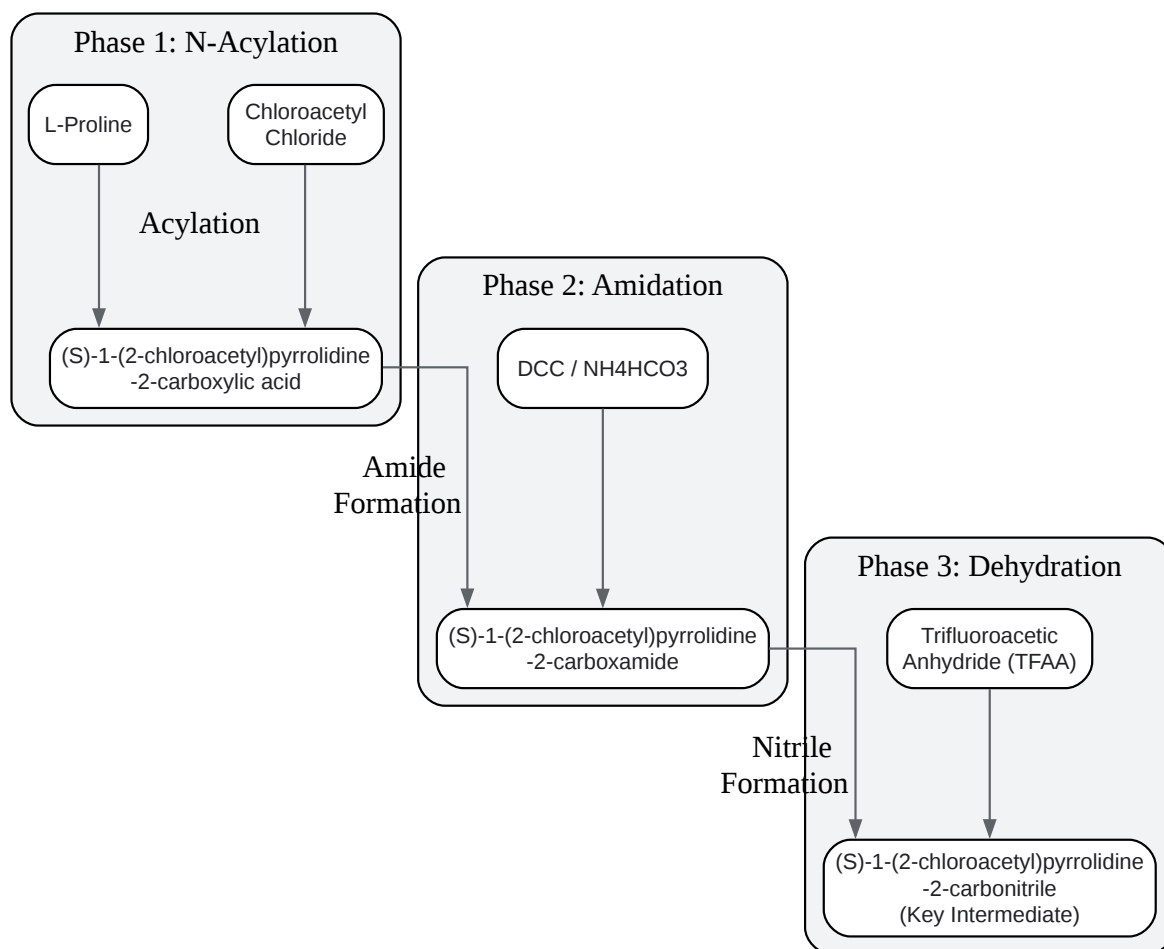 Phase 1: N-Acylation
L-Proline
Chloroacetyl
Chloride
Acylation
(S)-1-(2-chloroacetyl)pyrrolidine
-2-carboxylic acid
Phase 2: Amidation
DCC / NH4HCO3
Amide
Formation
(S)-1-(2-chloroacetyl)pyrrolidine
-2-carboxamide
Phase 3: Dehydration
Trifluoroacetic
Anhydride (TFAA)
Nitrile
Formation
(S)-1-(2-chloroacetyl)pyrrolidine
-2-carbonitrile
(Key Intermediate)